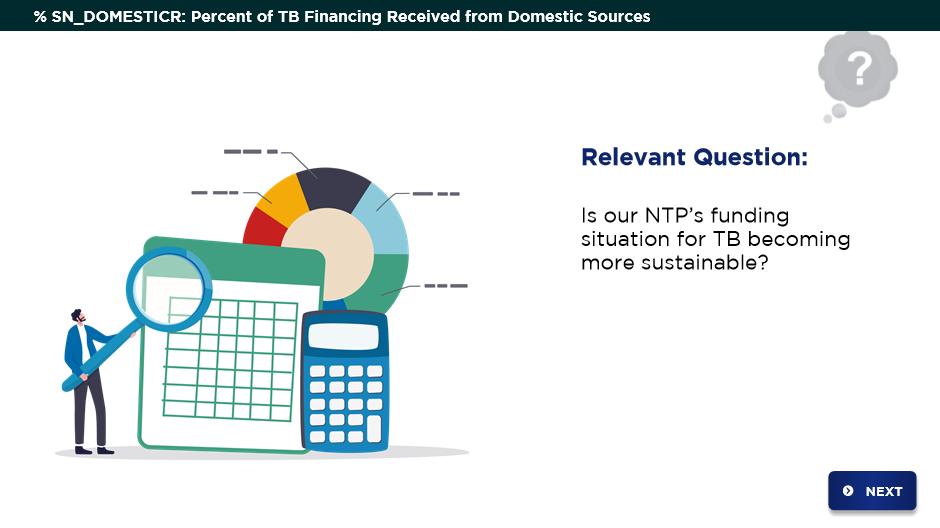 % SN_DOMESTICR: Percent of TB Financing Received from Domestic Sources
?
Relevant Question:
Is our NTP's funding
situation for TB becoming
more sustainable?
NEXT